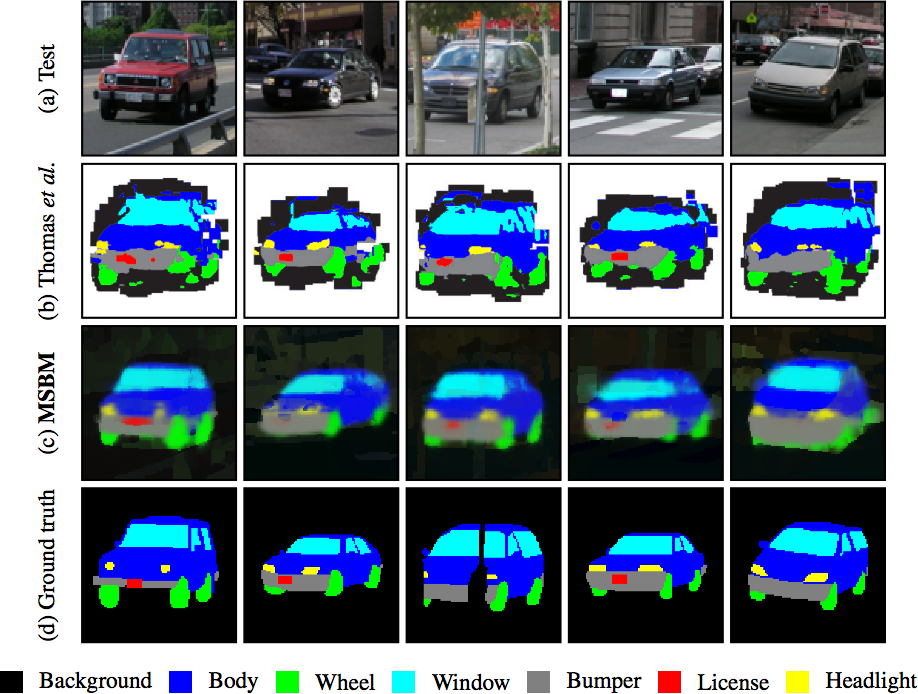 (a) Test
(b) Thomas et al.
(c) MSBM
(d) Ground truth
Background Body Wheel Window Bumper License Headlight